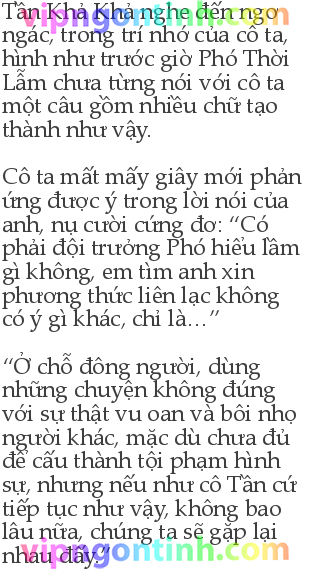 Tần Khả Khả nghe đến ngơ
ngác, trong trí nhớ của cô ta,
hình như trước giờ Phó Thời
Lẫm chưa từng nói với cô ta
một câu gồm nhiều chữ tạo
thành như vậy.
Cô ta mất mấy giây mới phản
ứng được ý trong lời nói của
anh, nụ cười cứng đơ: “Có
phải đội trưởng Phó hiểu lầm
gì không, em tìm anh xin
phương thức liên lạc không
có ý gì khác, chỉ là…”
“Ở chỗ đông người, dùng
những chuyện không đúng
với sự thật vu oan và bôi nhọ
người khác, mặc dù chưa đủ
để cấu thành tội phạm hình
sự, nhưng nếu như cô Tần cứ
tiếp tục như vậy, không bao
lâu nữa, chúng ta sẽ gặp lại
nhau đấy.”
vipngontinh.com
vipngontinh.com